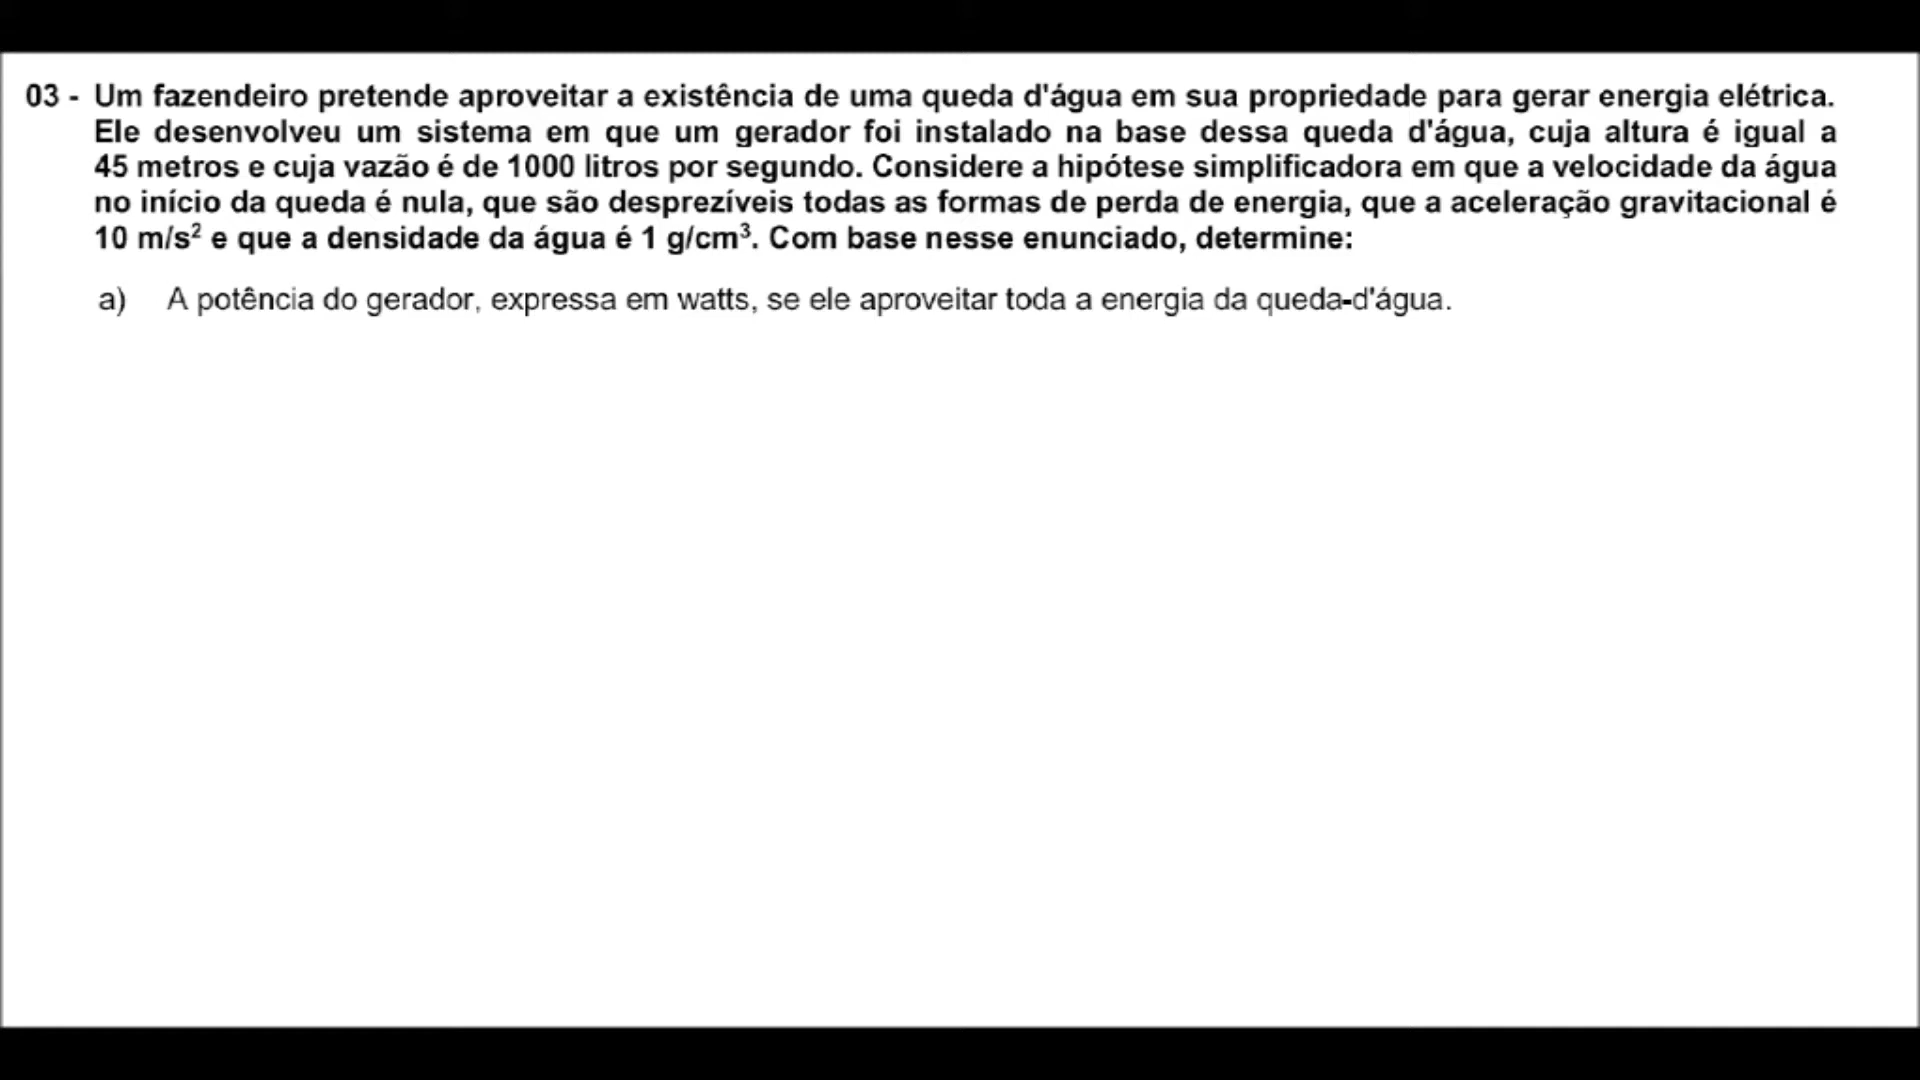 03 - Um fazendeiro pretende aproveitar a existência de uma queda d'água em sua propriedade para gerar energia elétrica.
Ele desenvolveu um sistema em que um gerador foi instalado na base dessa queda d'água, cuja altura é igual a
45 metros e cuja vazão é de 1000 litros por segundo. Considere a hipótese simplificadora em que a velocidade da água
no início da queda é nula, que são desprezíveis todas as formas de perda de energia, que a aceleração gravitacional é
10 m/s² e que a densidade da água é 1 g/cm³. Com base nesse enunciado, determine:
a) A potência do gerador, expressa em watts, se ele aproveitar toda a energia da queda-d'água.